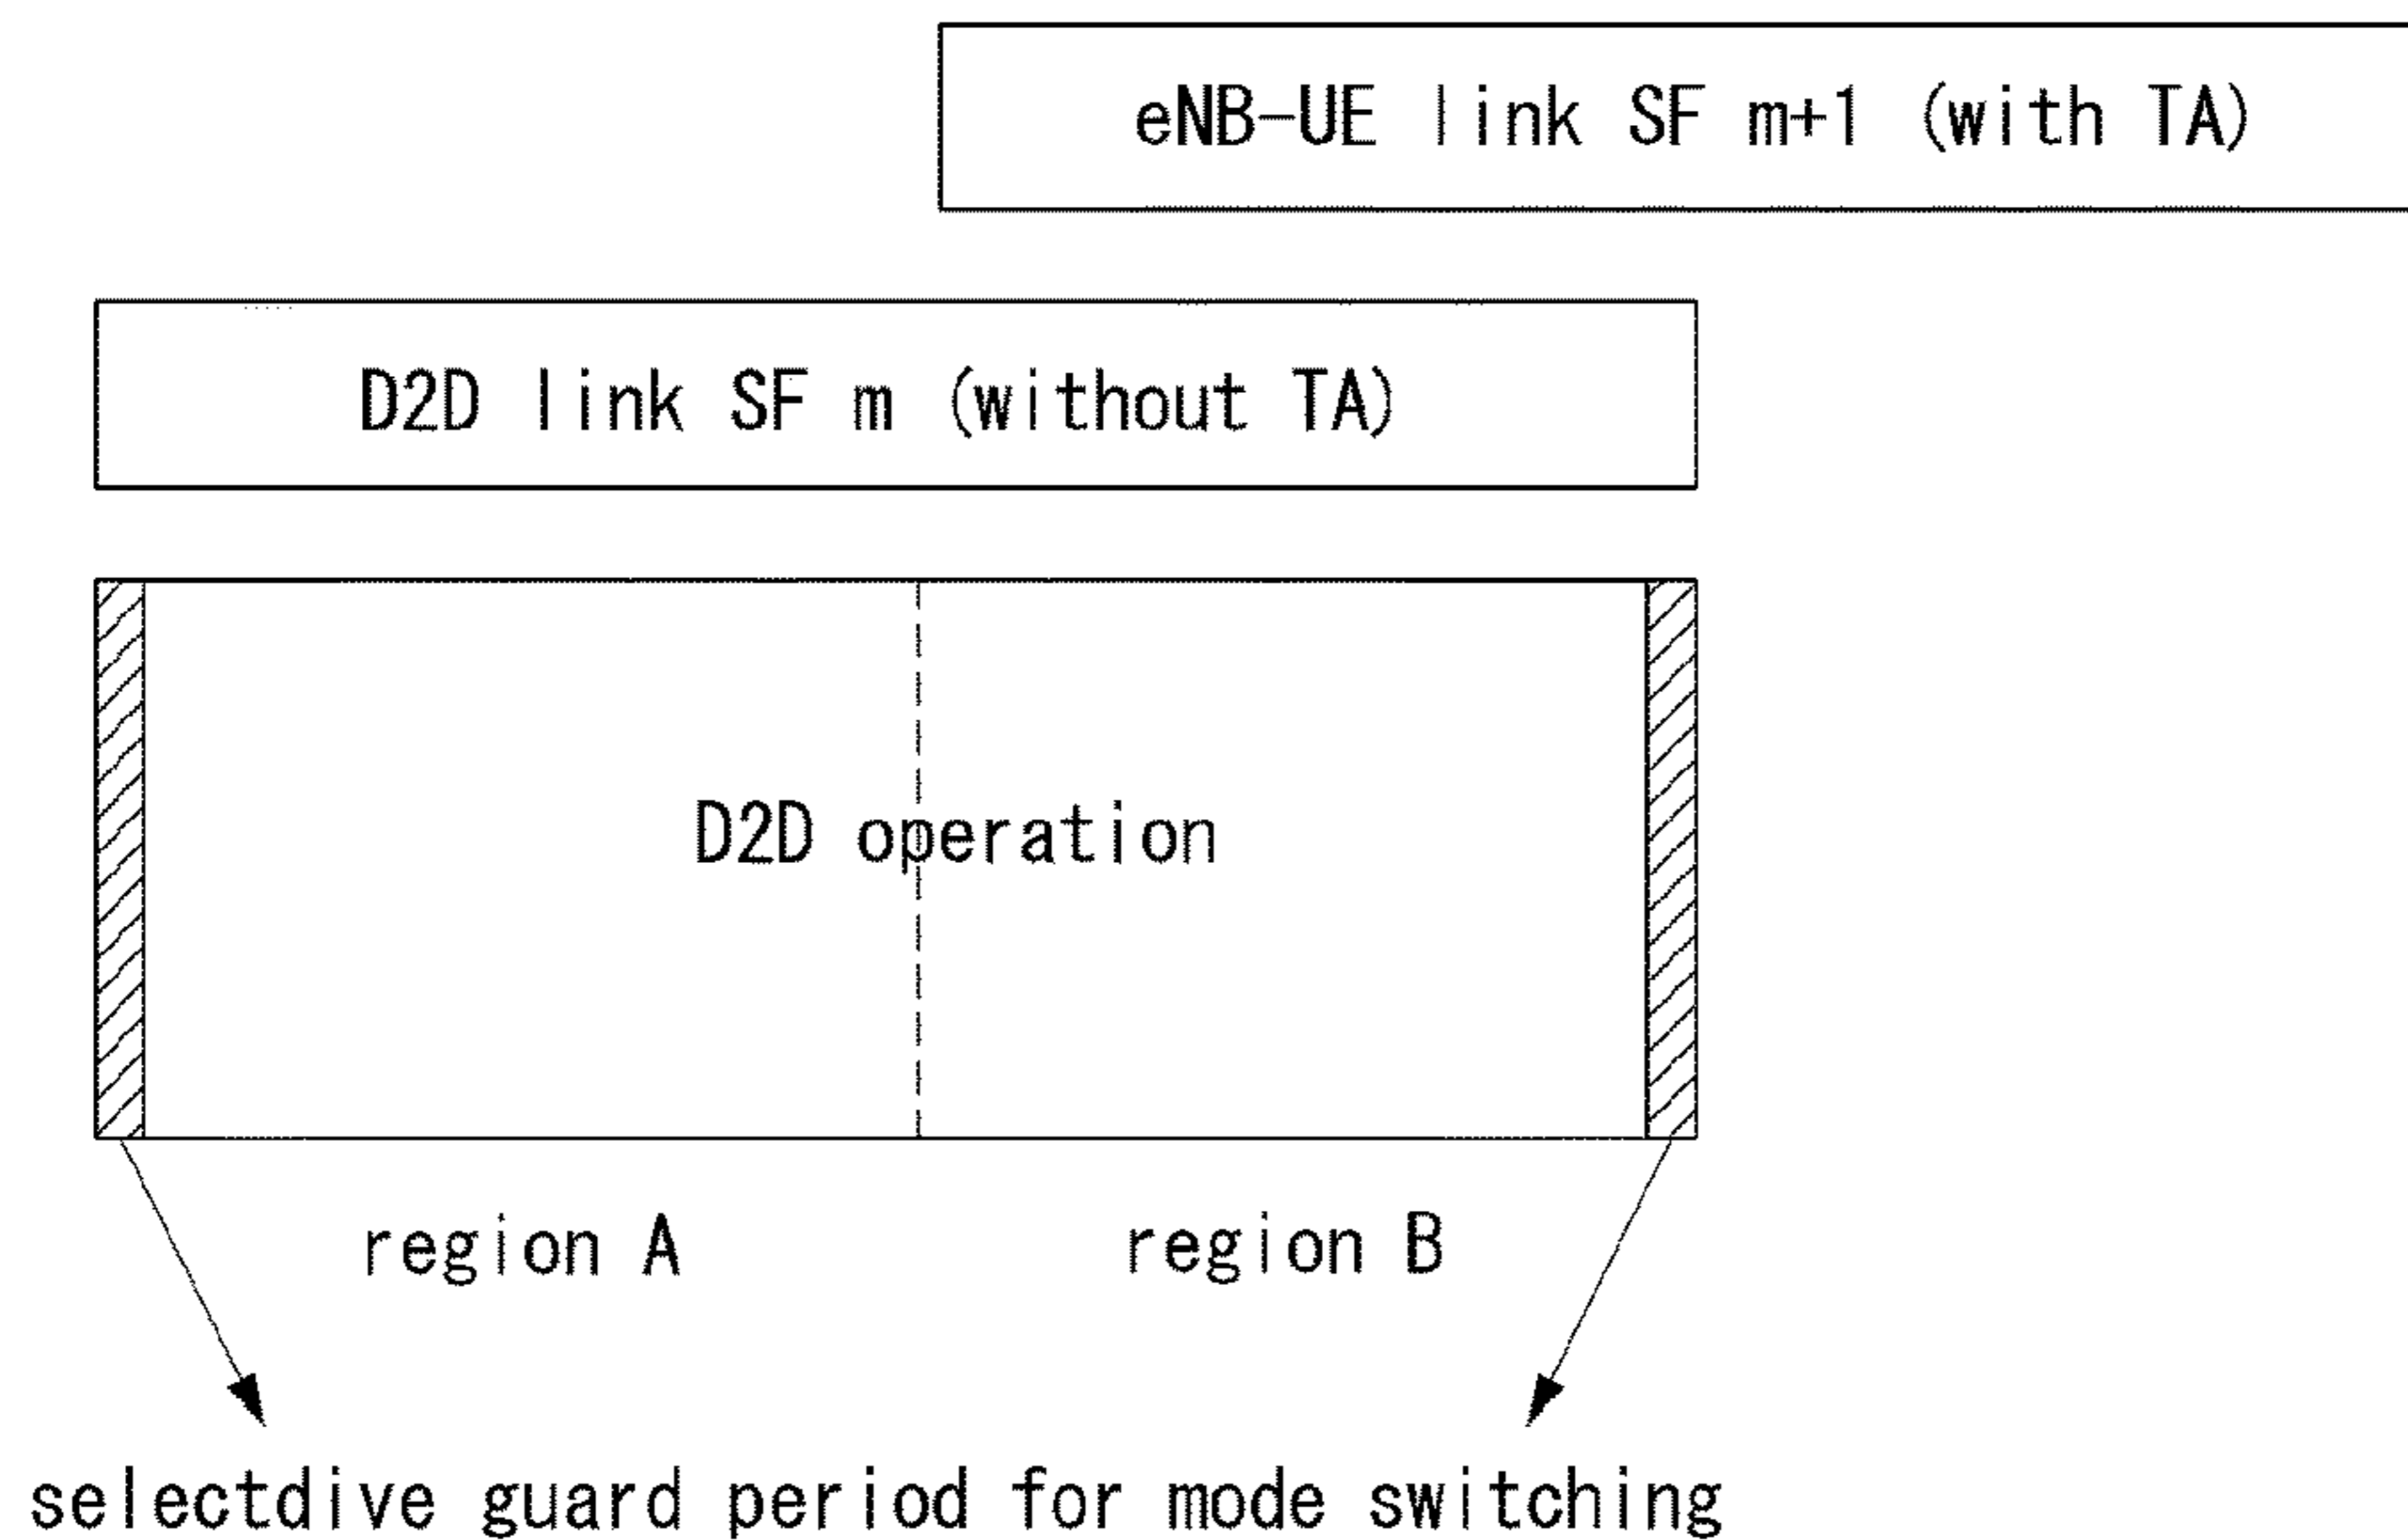 eNB-UE link SF m+1 (with TA)
D2D link SF m (without TA)
D2D operation
region A
region B
selectdive guard period for mode switching